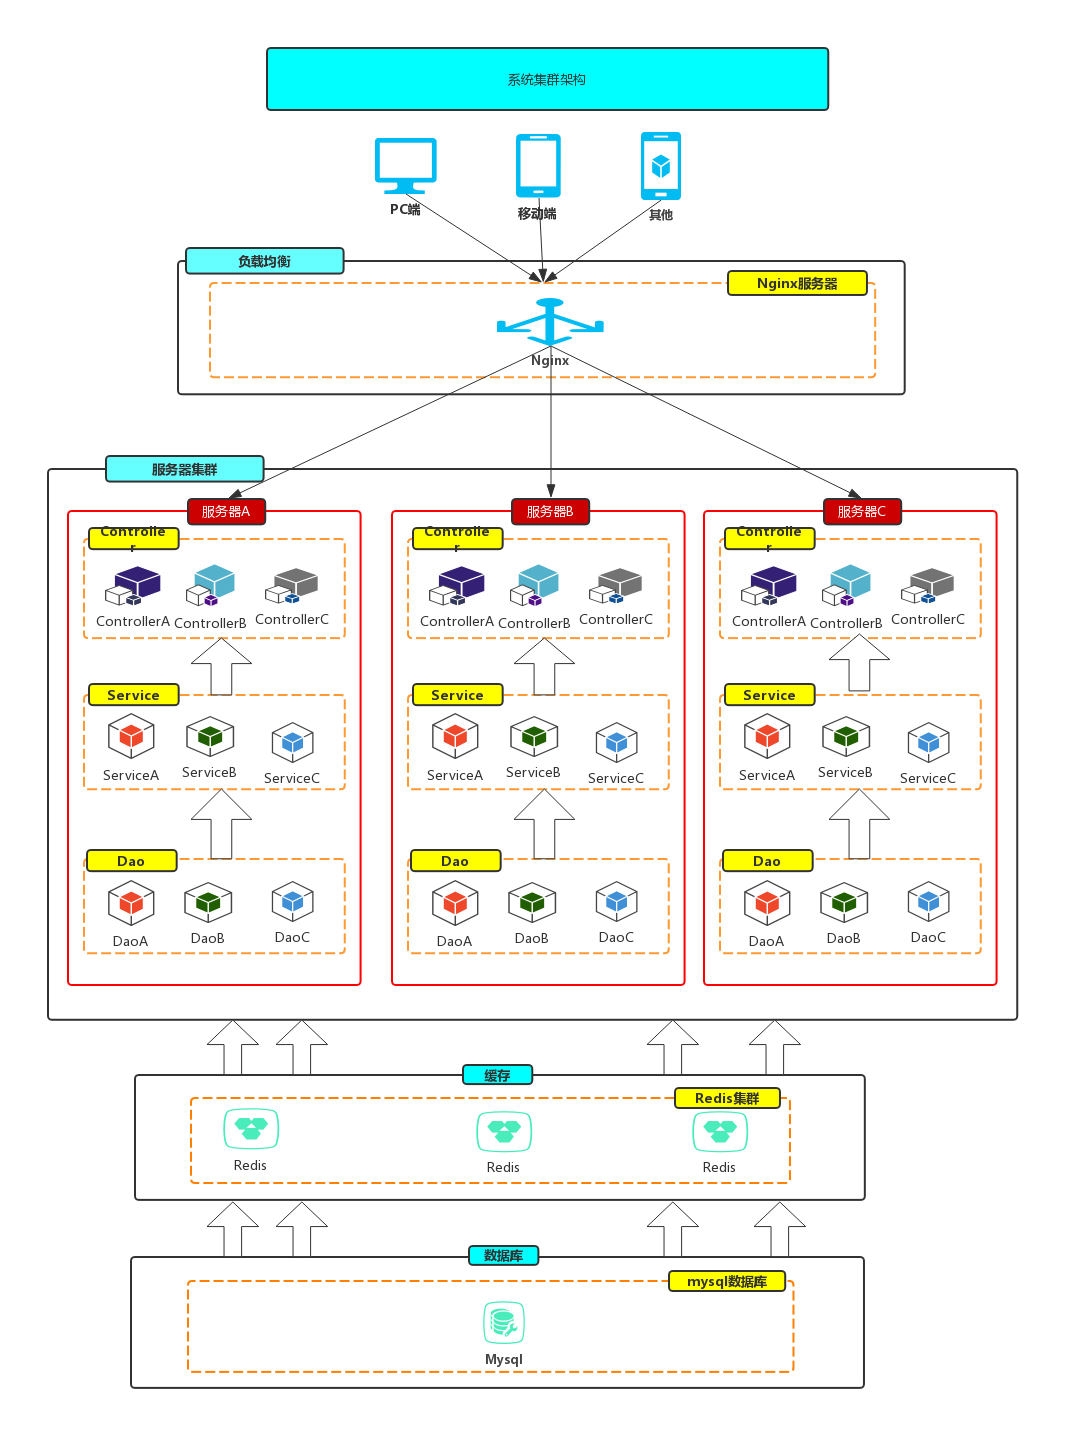 系统集群架构
PC端
移动端
其他
负载均衡
Nginx服务器
Nginx
服务器集群
服务器A
服务器B
服务器C
Controlle
r
Controlle
r
Controlle
r
ControllerA
ControllerB
ControllerC
ControllerA
ControllerB
ControllerC
ControllerA
ControllerB
ControllerC
Service
Service
Service
ServiceA
ServiceB
ServiceC
ServiceA
ServiceB
ServiceC
ServiceA
ServiceB
ServiceC
Dao
Dao
Dao
DaoA
DaoB
DaoC
DaoA
DaoB
DaoC
DaoA
DaoB
DaoC
缓存
Redis集群
Redis
Redis
Redis
数据库
mysql数据库
Mysql